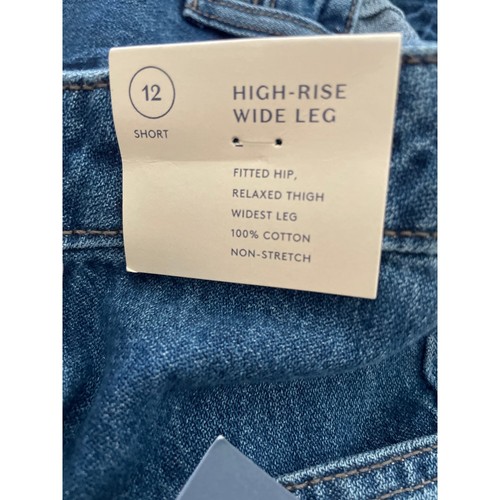 12
SHORT
HIGH-RISE
WIDE LEG
FITTED HIP,
RELAXED THIGH
WIDEST LEG
100% COTTON
NON-STRETCH